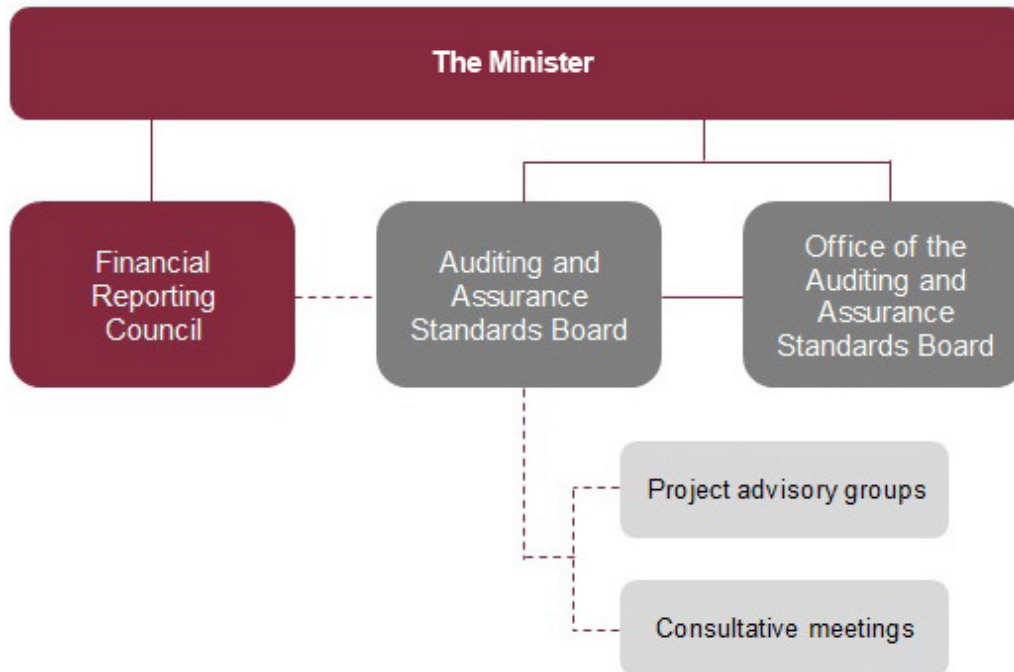 The Minister
Financial
Reporting
Council
Auditing and
Assurance
Standards Board
Office of the
Auditing and
Assurance
Standards Board
Project advisory groups
Consultative meetings